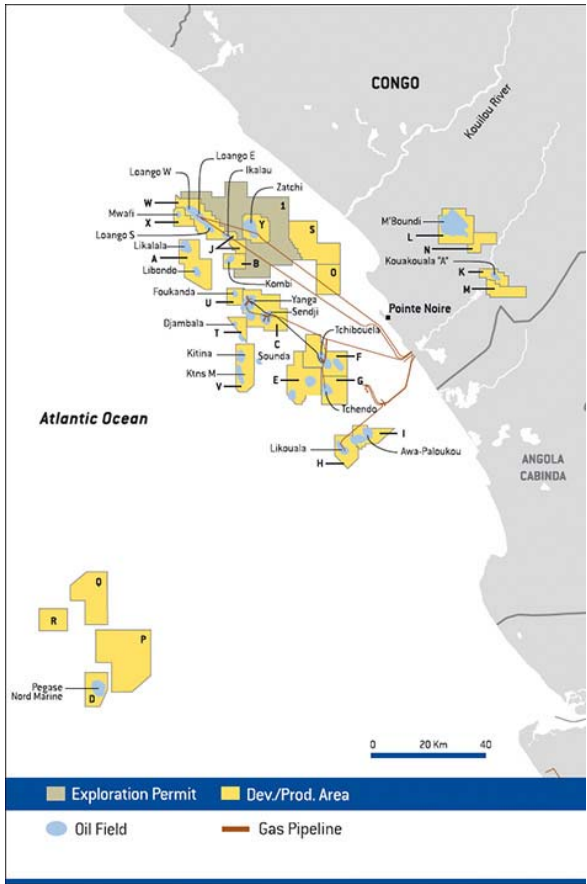 CONGO
Kouilou River
Loango E
Loango W
Ikalau
Zatchi
W
Mwafi
X
1
Loango S
Y
S
J
Likalala
A
B
O
Libondo
Kombi
M'Boundi
L
N
Kouakouala "A"
K
M
Foukanda
U
Yanga
Sendji
Pointe Noire
Djambala
T
C
Tchibouela
Kitina
Sounda
F
Ktns M
E
G
V
Tchendo
Atlantic Ocean
Likouala
I
H
Awa-Paloukou
ANGOLA
CABINDA
Q
R
P
Pegase
Nord Marine
D
0 20 Km 40
Exploration Permit Dev./Prod. Area
Oil Field Gas Pipeline